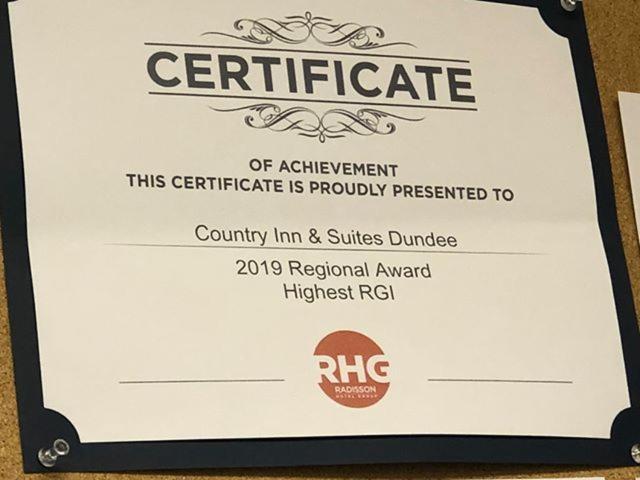 CERTIFICATE
OF ACHIEVEMENT
THIS CERTIFICATE IS PROUDLY PRESENTED TO
Country Inn & Suites Dundee
2019 Regional Award
Highest RGI
RHG
RADISSON
HOTEL GROUP